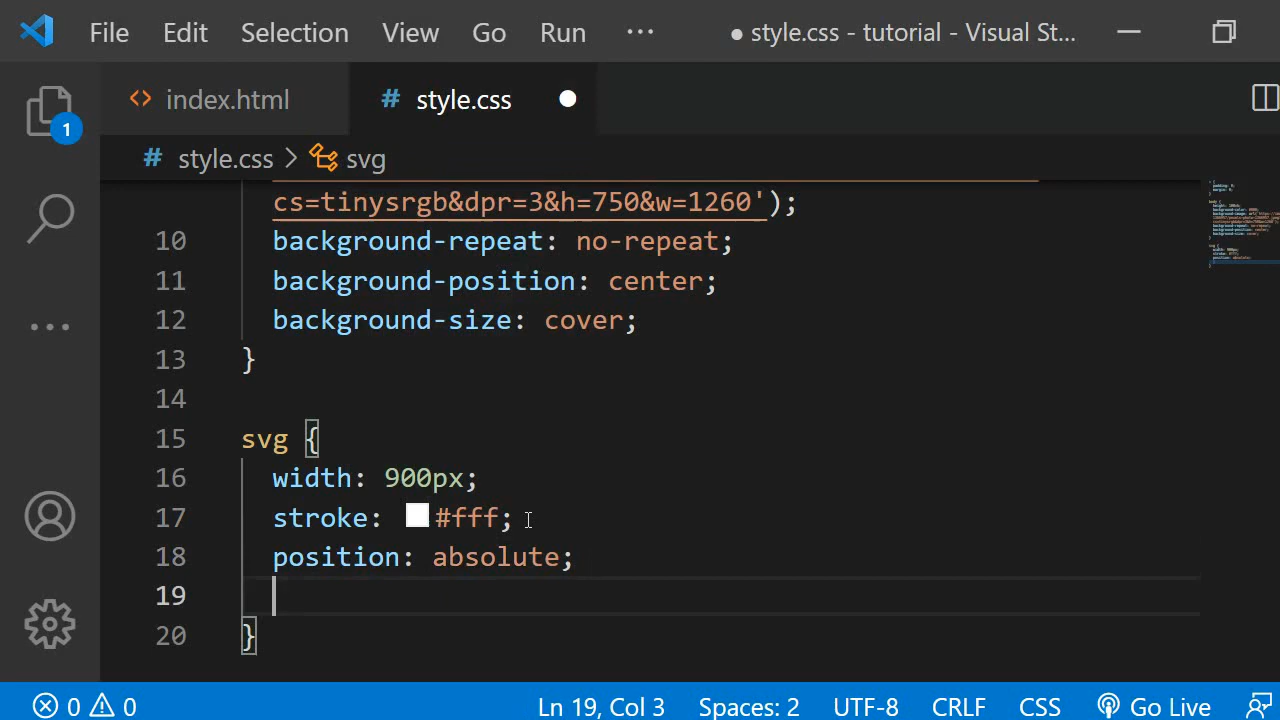 File Edit Selection View Go Run ··· ● style.css - tutorial - Visual St...
<> index.html # style.css ●
# style.css > svg
1
cs=tinysrgb&dpr=3&h=750&w=1260');
10 background-repeat: no-repeat;
11 background-position: center;
12 background-size: cover;
13 }
14
15 svg {
16 width: 900px;
17 stroke: #fff;
18 position: absolute;
19
20 }
0 0 Ln 19, Col 3 Spaces: 2 UTF-8 CRLF CSS Go Live